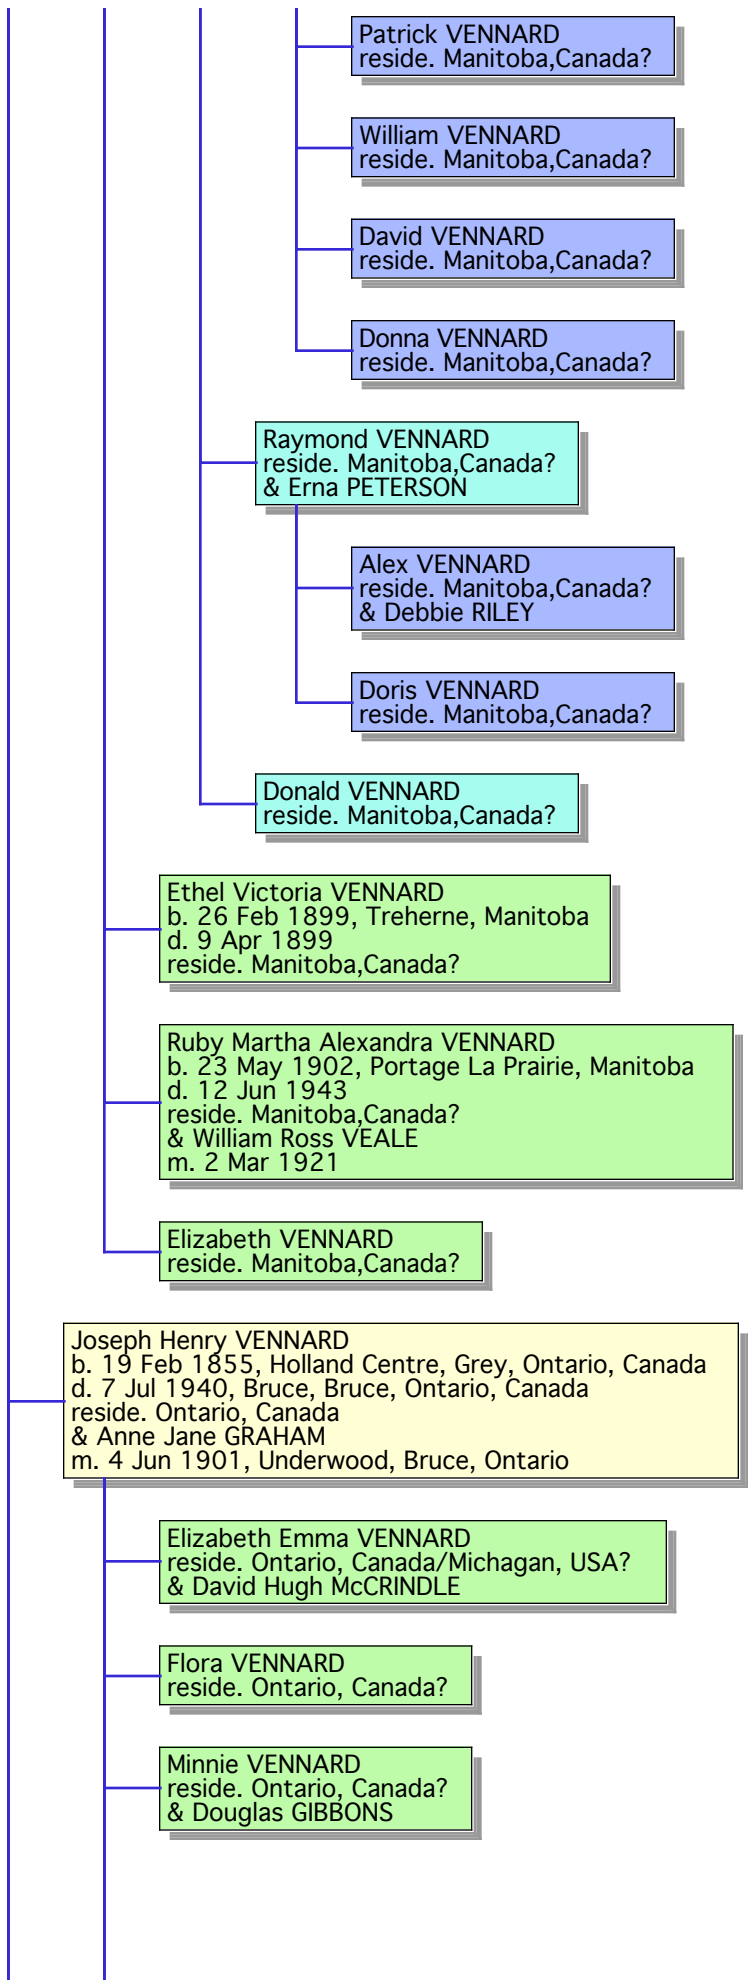 Patrick VENNARD
reside. Manitoba,Canada?
William VENNARD
reside. Manitoba,Canada?
David VENNARD
reside. Manitoba,Canada?
Donna VENNARD
reside. Manitoba,Canada?
Raymond VENNARD
reside. Manitoba,Canada?
& Erna PETERSON
Alex VENNARD
reside. Manitoba,Canada?
& Debbie RILEY
Doris VENNARD
reside. Manitoba,Canada?
Donald VENNARD
reside. Manitoba,Canada?
Ethel Victoria VENNARD
b. 26 Feb 1899, Treherne, Manitoba
d. 9 Apr 1899
reside. Manitoba,Canada?
Ruby Martha Alexandra VENNARD
b. 23 May 1902, Portage La Prairie, Manitoba
d. 12 Jun 1943
reside. Manitoba,Canada?
& William Ross VEALE
m. 2 Mar 1921
Elizabeth VENNARD
reside. Manitoba,Canada?
Joseph Henry VENNARD
b. 19 Feb 1855, Holland Centre, Grey, Ontario, Canada
d. 7 Jul 1940, Bruce, Bruce, Ontario, Canada
reside. Ontario, Canada
& Anne Jane GRAHAM
m. 4 Jun 1901, Underwood, Bruce, Ontario
Elizabeth Emma VENNARD
reside. Ontario, Canada/Michagan, USA?
& David Hugh McCRINDLE
Flora VENNARD
reside. Ontario, Canada?
Minnie VENNARD
reside. Ontario, Canada?
& Douglas GIBBONS